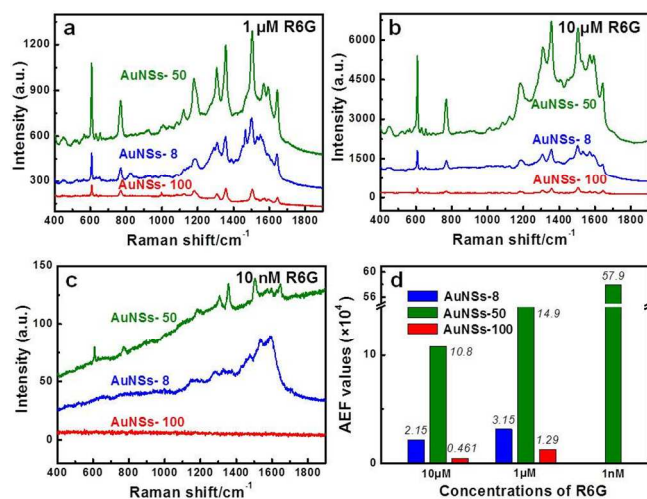 a
1 µM R6G
AuNSs- 50
AuNSs- 8
AuNSs- 100
Intensity (a.u.)
1200
900
600
300
400 600 800 1000 1200 1400 1600 1800
Raman shift/cm⁻¹
b
10 µM R6G
AuNSs- 50
AuNSs- 8
AuNSs- 100
Intensity (a.u.)
6000
4500
3000
1500
0
400 600 800 1000 1200 1400 1600 1800
Raman shift/cm⁻¹
c
10 nM R6G
AuNSs- 50
AuNSs- 8
AuNSs- 100
Intensity (a.u.)
150
100
50
0
400 600 800 1000 1200 1400 1600 1800
Raman shift/cm⁻¹
d
AuNSs-8
AuNSs-50
AuNSs-100
57.9
14.9
10.8
2.15
0.461
3.15
1.29
AEF values (×10⁴)
58
56
10
0
10µM 1µM 1nM
Concentrations of R6G